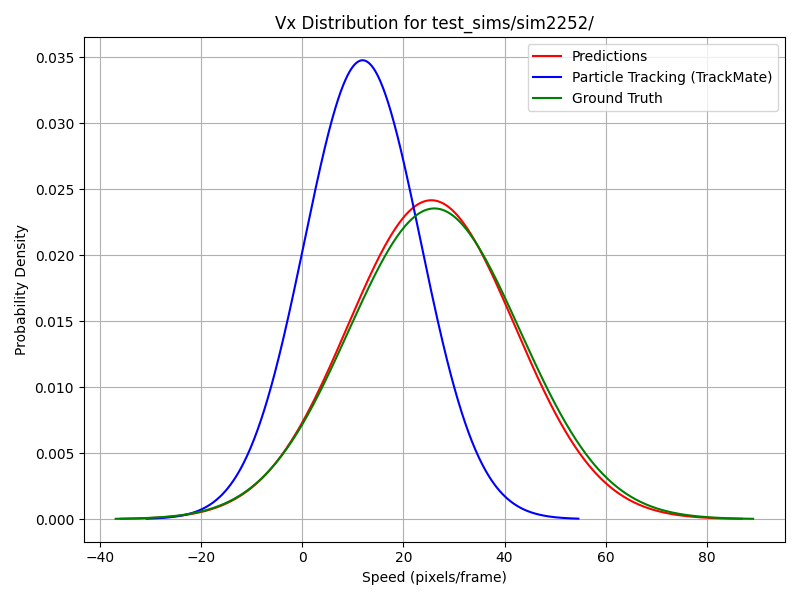 Vx Distribution for test_sims/sim2252/
Predictions
Particle Tracking (TrackMate)
Ground Truth
Probability Density
0.035
0.030
0.025
0.020
0.015
0.010
0.005
0.000
−40 −20 0 20 40 60 80
Speed (pixels/frame)